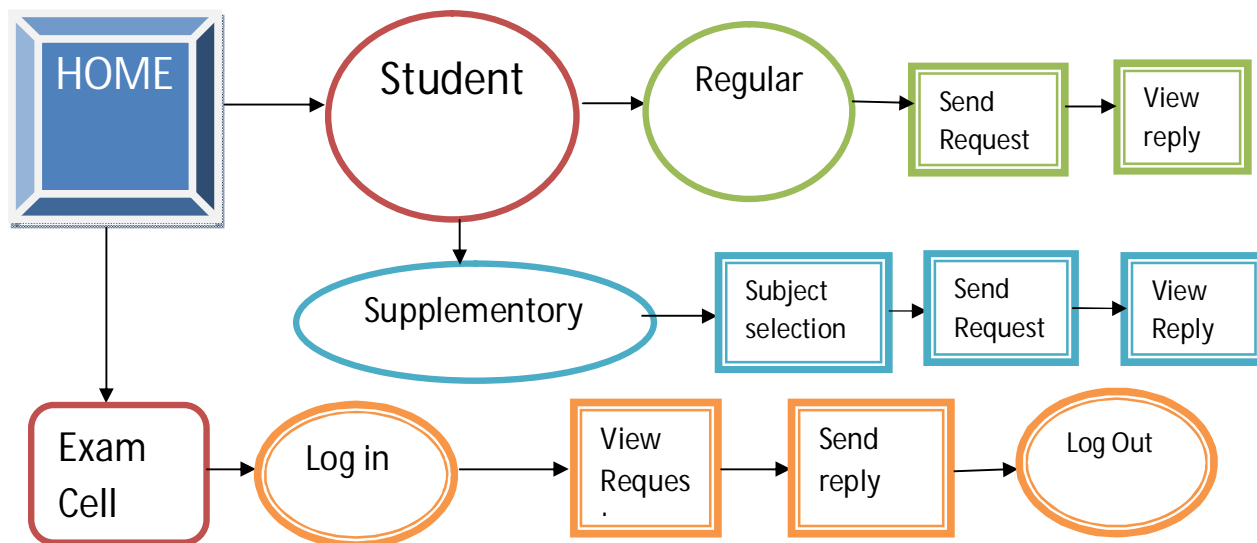 HOME
Student
Regular
Send
Request
View
reply
Supplementory
Subject
selection
Send
Request
View
Reply
Exam
Cell
Log in
View
Reques
Send
reply
Log Out